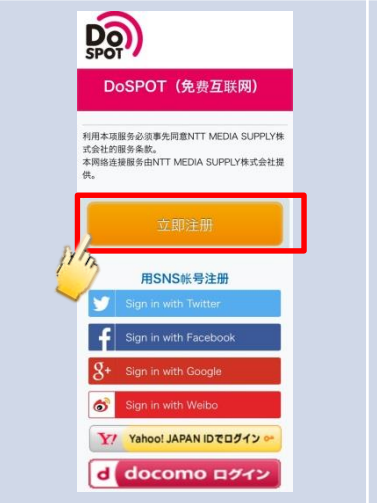 Do
SPOT
DoSPOT（免费互联网）
利用本项服务必须事先同意NTT MEDIA SUPPLY株
式会社的服务条款。
本网络连接服务由NTT MEDIA SUPPLY株式会社提
供。
立即注册
用SNS帐号注册
Sign in with Twitter
f Sign in with Facebook
8+ Sign in with Google
Sign in with Weibo
Y! Yahoo! JAPAN IDでログイン
d docomo ログイン